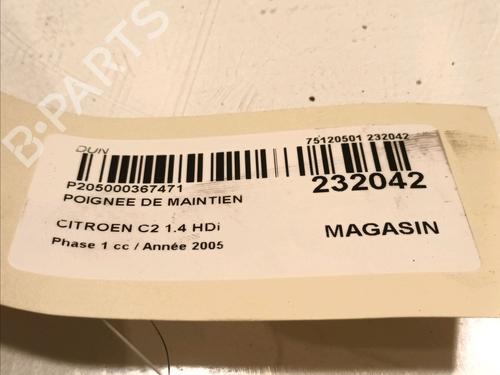 B-PARTS
DUN
75120501 232042
P205000367471
232042
POIGNEE DE MAINTIEN
CITROEN C2 1.4 HDi
MAGASIN
Phase 1 cc / Année 2005